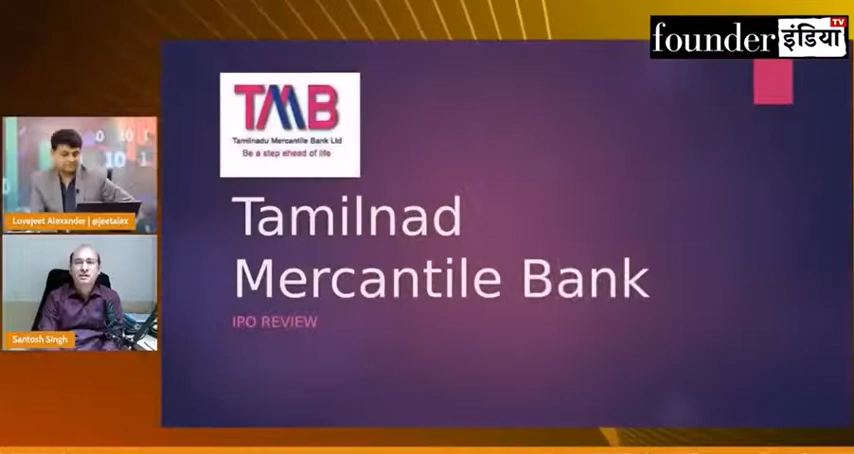 founder इंडिया TV
TMB
Tamilnadu Mercantile Bank Ltd
Be a step ahead of life
Tamilnad
Mercantile Bank
IPO REVIEW
Lovejeet Alexander | @jeetalex
Santosh Singh